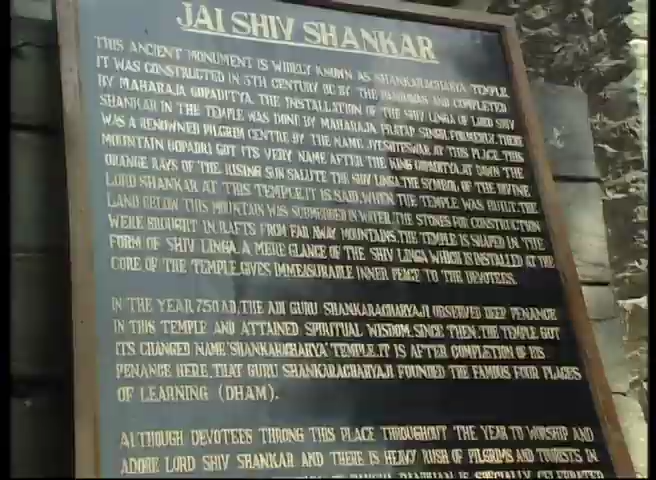 JAI SHIV SHANKAR
THIS ANCIENT MONUMENT IS WIDELY KNOWN AS SHANKARACHARYA TEMPLE.
IT WAS CONSTRUCTED IN 5TH CENTURY BC BY THE AND COMPLETED
BY MAHARAJA GOPADITYA. THE INSTALLATION OF THE SHIV LINGA OF LORD SHIV
SHANKAR IN THE TEMPLE WAS DONE BY MAHARAJA PRATAP SINGH. FORMERLY, THERE
WAS A RENOWNED PILGRIM CENTRE BY THE NAME JYESHTESWAR, AT THIS PLACE. THIS
MOUNTAIN (GOPADRI) GOT ITS VERY NAME AFTER THE KING GOPADITYA. AT DAWN THE
ORANGE RAYS OF THE RISING SUN SALUTE THE SHIV LINGA, THE SYMBOL OF THE DIVINE
LORD SHANKAR AT THIS TEMPLE. IT IS SAID, WHEN THE TEMPLE WAS BUILT, THE
LAND BELOW THIS MOUNTAIN WAS SUBMERGED IN WATER. THE STONES FOR CONSTRUCTION
WERE BROUGHT IN RAFTS FROM FAR AWAY MOUNTAINS. THE TEMPLE IS SHAPED IN THE
FORM OF SHIV LINGA. A MERE GLANCE OF THE SHIV LINGA WHICH IS INSTALLED AT THE
CORE OF THE TEMPLE, GIVES IMMEASURABLE INNER PEACE TO THE DEVOTEES.
IN THE YEAR, 750 AD, THE ADI GURU SHANKARACHARYAJI OBSERVED DEEP PENANCE
IN THIS TEMPLE AND ATTAINED SPIRITUAL WISDOM. SINCE THEN, THE TEMPLE GOT
ITS CHANGED NAME 'SHANKARACHARYA' TEMPLE. IT IS AFTER COMPLETION OF HIS
PENANCE HERE, THAT GURU SHANKARACHARYAJI FOUNDED THE FAMOUS FOUR PLACES
OF LEARNING (DHAM).
ALTHOUGH DEVOTEES THRONG THIS PLACE THROUGHOUT THE YEAR TO WORSHIP AND
ADORE LORD SHIV SHANKAR AND THERE IS HEAVY RUSH OF PILGRIMS AND TOURISTS IN
IS SPECIALLY CELEBRATED